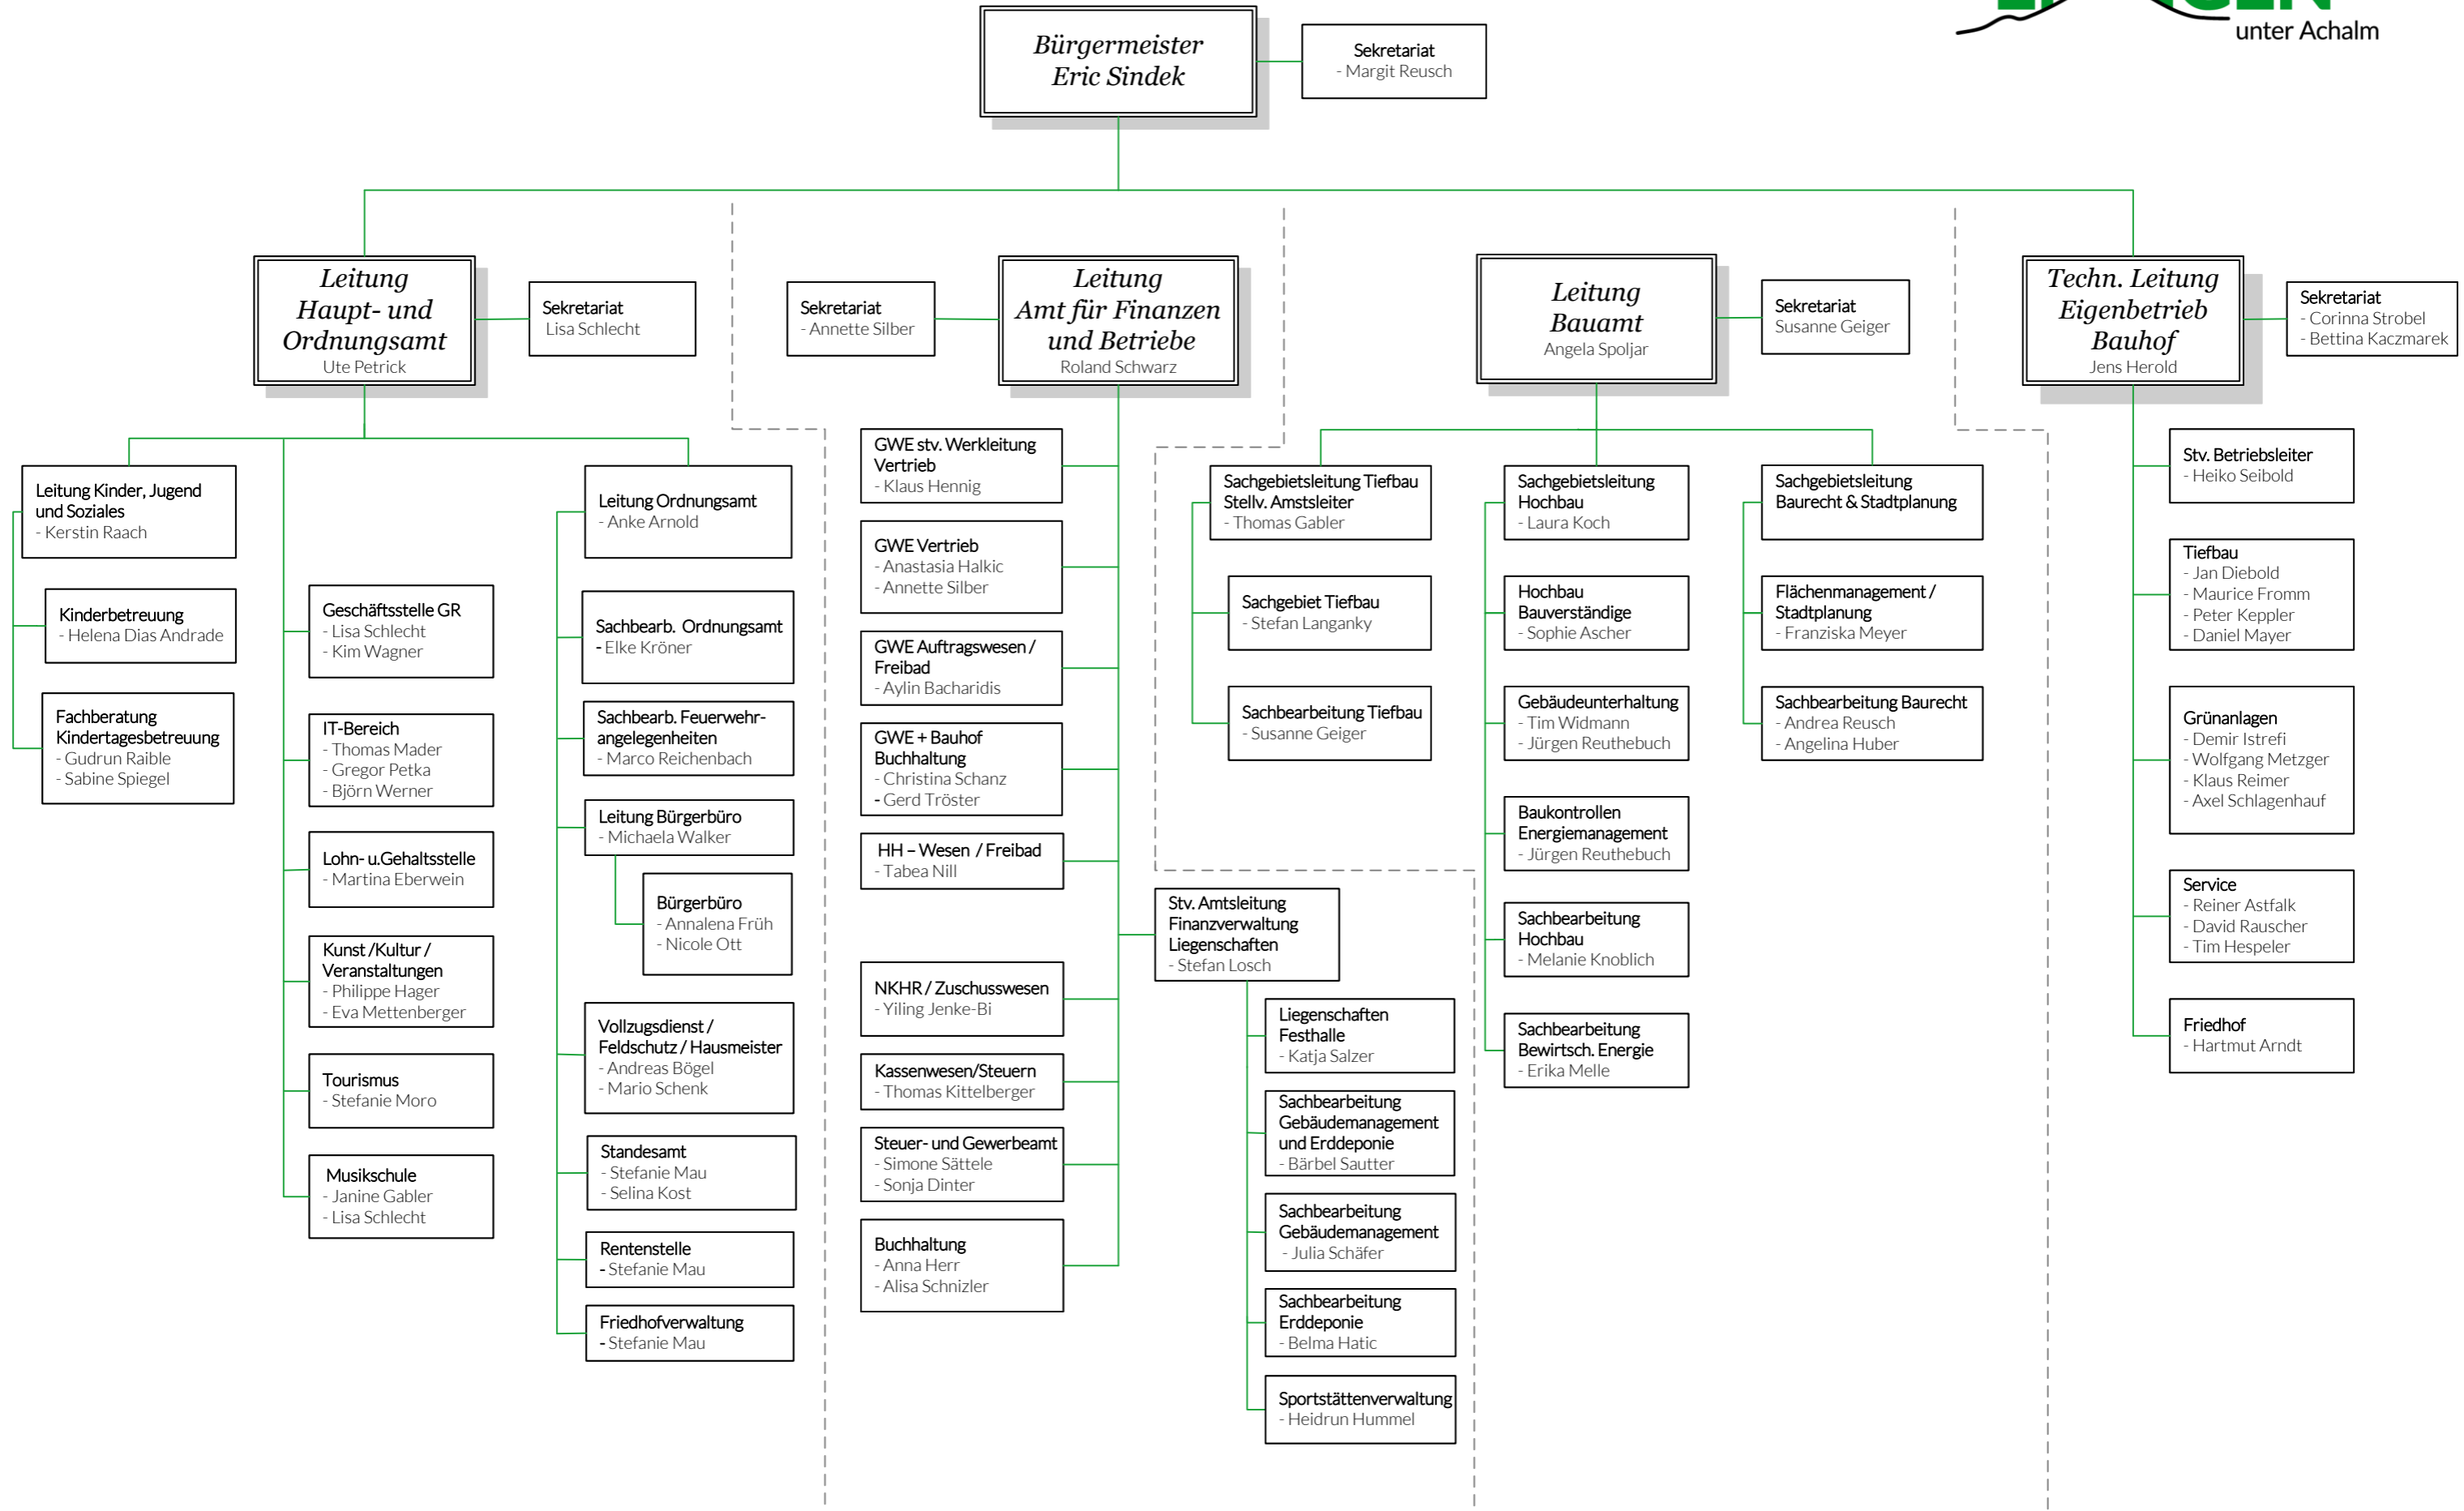 unter Achalm
Bürgermeister
Eric Sindek
Sekretariat
- Margit Reusch
Leitung
Haupt- und
Ordnungsamt
Ute Petrick
Sekretariat
Lisa Schlecht
Sekretariat
- Annette Silber
Leitung
Amt für Finanzen
und Betriebe
Roland Schwarz
Leitung
Bauamt
Angela Spoljar
Sekretariat
Susanne Geiger
Techn. Leitung
Eigenbetrieb
Bauhof
Jens Herold
Sekretariat
- Corinna Strobel
- Bettina Kaczmarek
Leitung Kinder, Jugend
und Soziales
- Kerstin Raach
Kinderbetreuung
- Helena Dias Andrade
Fachberatung
Kindertagesbetreuung
- Gudrun Raible
- Sabine Spiegel
Geschäftsstelle GR
- Lisa Schlecht
- Kim Wagner
IT-Bereich
- Thomas Mader
- Gregor Petka
- Björn Werner
Lohn- u.Gehaltsstelle
- Martina Eberwein
Kunst /Kultur /
Veranstaltungen
- Philippe Hager
- Eva Mettenberger
Tourismus
- Stefanie Moro
Musikschule
- Janine Gabler
- Lisa Schlecht
Leitung Ordnungsamt
- Anke Arnold
Sachbearb. Ordnungsamt
- Elke Kröner
Sachbearb. Feuerwehr-
angelegenheiten
- Marco Reichenbach
Leitung Bürgerbüro
- Michaela Walker
Bürgerbüro
- Annalena Früh
- Nicole Ott
Vollzugsdienst /
Feldschutz / Hausmeister
- Andreas Bögel
- Mario Schenk
Standesamt
- Stefanie Mau
- Selina Kost
Rentenstelle
- Stefanie Mau
Friedhofverwaltung
- Stefanie Mau
GWE stv. Werkleitung
Vertrieb
- Klaus Hennig
GWE Vertrieb
- Anastasia Halkic
- Annette Silber
GWE Auftragswesen /
Freibad
- Aylin Bacharidis
GWE + Bauhof
Buchhaltung
- Christina Schanz
- Gerd Tröster
HH – Wesen / Freibad
- Tabea Nill
NKHR / Zuschusswesen
- Yiling Jenke-Bi
Kassenwesen/Steuern
- Thomas Kittelberger
Steuer- und Gewerbeamt
- Simone Sättele
- Sonja Dinter
Buchhaltung
- Anna Herr
- Alisa Schnizler
Stv. Amtsleitung
Finanzverwaltung
Liegenschaften
- Stefan Losch
Liegenschaften
Festhalle
- Katja Salzer
Sachbearbeitung
Gebäudemanagement
und Erddeponie
- Bärbel Sautter
Sachbearbeitung
Gebäudemanagement
- Julia Schäfer
Sachbearbeitung
Erddeponie
- Belma Hatic
Sportstättenverwaltung
- Heidrun Hummel
Sachgebietsleitung Tiefbau
Stellv. Amstsleiter
- Thomas Gabler
Sachgebiet Tiefbau
- Stefan Langanky
Sachbearbeitung Tiefbau
- Susanne Geiger
Sachgebietsleitung
Hochbau
- Laura Koch
Hochbau
Bauverständige
- Sophie Ascher
Gebäudeunterhaltung
- Tim Widmann
- Jürgen Reuthebuch
Baukontrollen
Energiemanagement
- Jürgen Reuthebuch
Sachbearbeitung
Hochbau
- Melanie Knoblich
Sachbearbeitung
Bewirtsch. Energie
- Erika Melle
Sachgebietsleitung
Baurecht & Stadtplanung
Flächenmanagement /
Stadtplanung
- Franziska Meyer
Sachbearbeitung Baurecht
- Andrea Reusch
- Angelina Huber
Stv. Betriebsleiter
- Heiko Seibold
Tiefbau
- Jan Diebold
- Maurice Fromm
- Peter Keppler
- Daniel Mayer
Grünanlagen
- Demir Istrefi
- Wolfgang Metzger
- Klaus Reimer
- Axel Schlagenhauf
Service
- Reiner Astfalk
- David Rauscher
- Tim Hespeler
Friedhof
- Hartmut Arndt